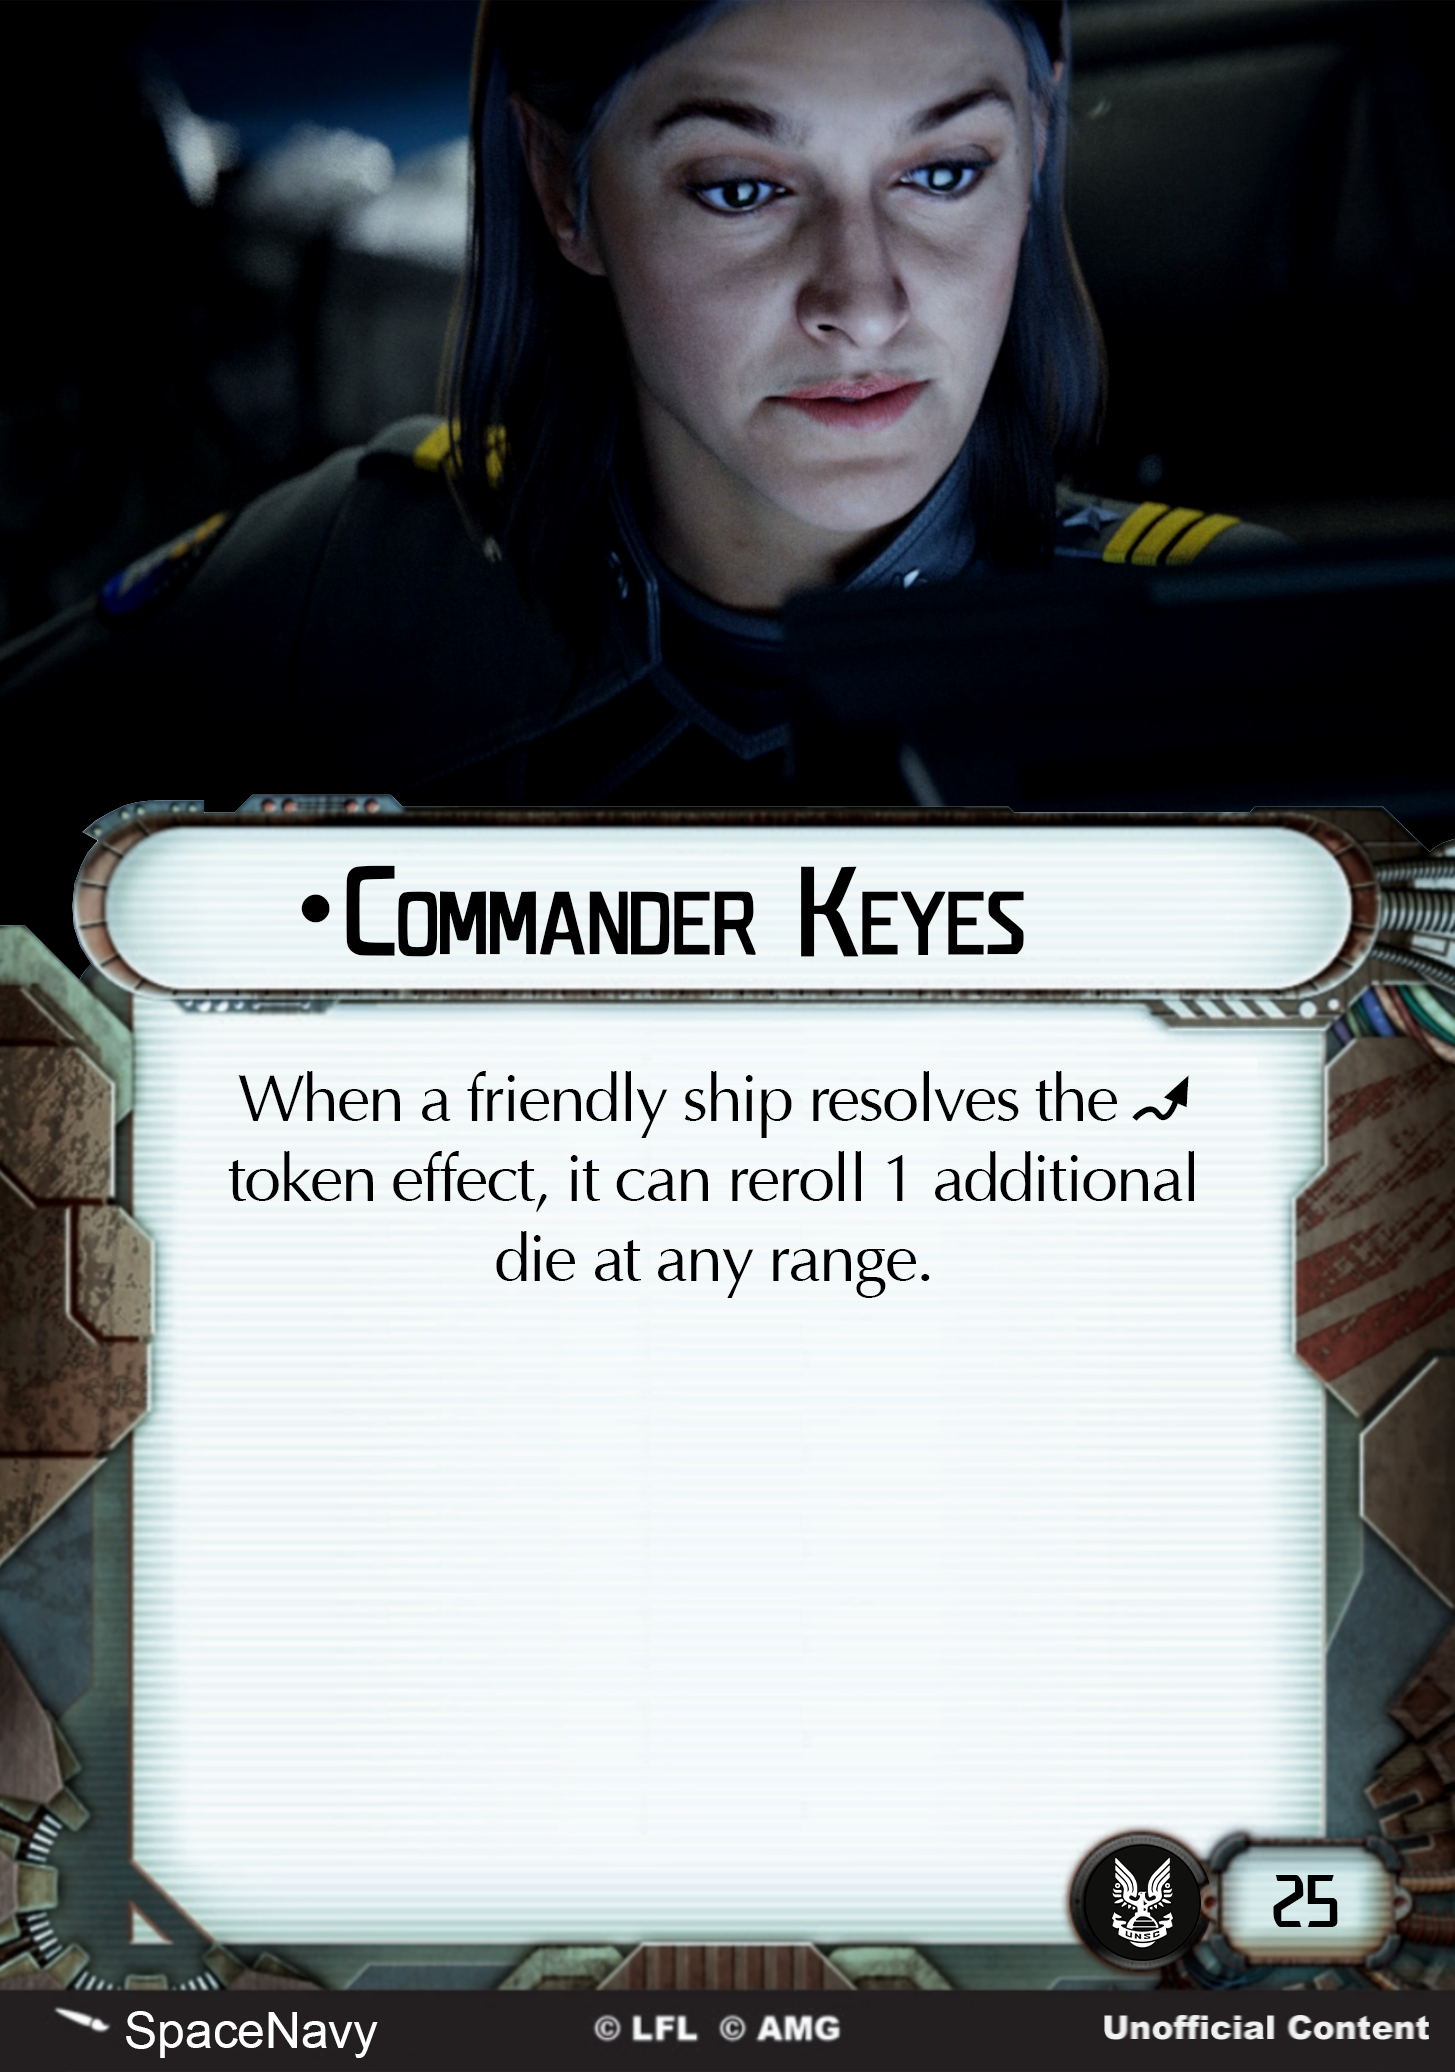 •Commander Keyes
When a friendly ship resolves the
token effect, it can reroll 1 additional
die at any range.
UNSC
25
SpaceNavy
© LFL © AMG
Unofficial Content